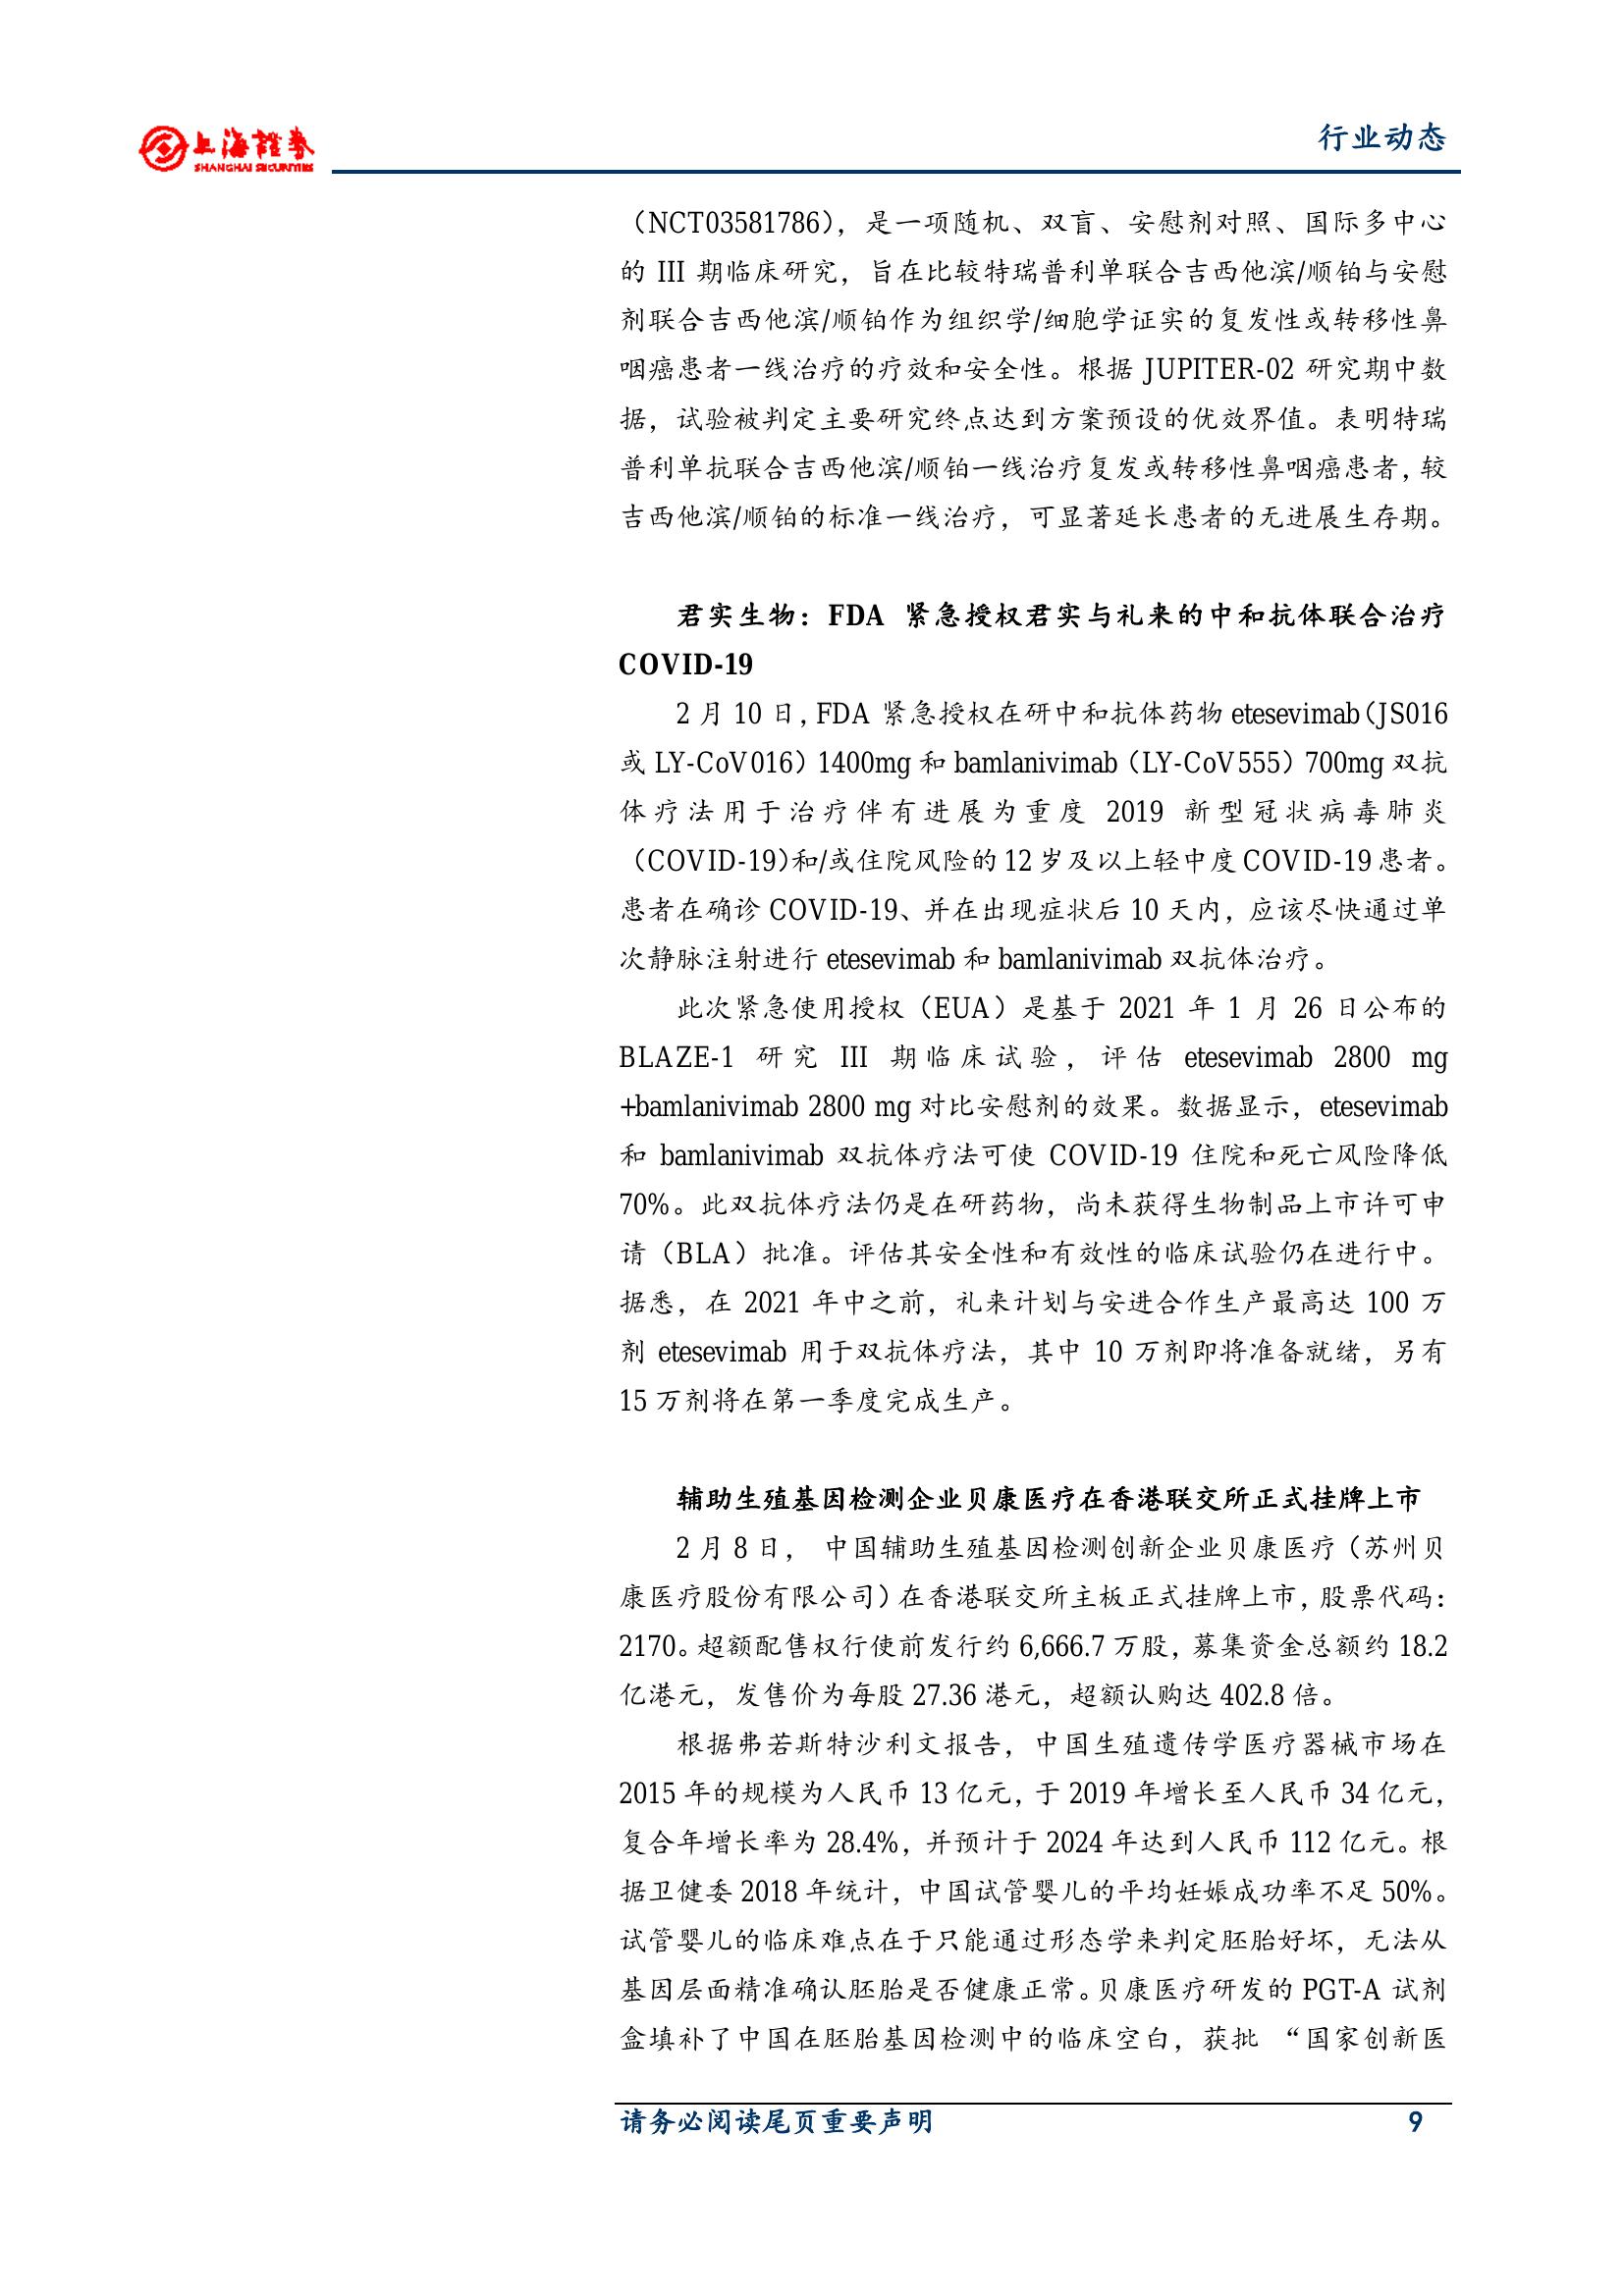 上海證券
SHANGHAI SECURITIES
行业动态
（NCT03581786），是一项随机、双盲、安慰剂对照、国际多中心
的 III 期临床研究，旨在比较特瑞普利单联合吉西他滨/顺铂与安慰
剂联合吉西他滨/顺铂作为组织学/细胞学证实的复发性或转移性鼻
咽癌患者一线治疗的疗效和安全性。根据 JUPITER-02 研究期中数
据，试验被判定主要研究终点达到方案预设的优效界值。表明特瑞
普利单抗联合吉西他滨/顺铂一线治疗复发或转移性鼻咽癌患者，较
吉西他滨/顺铂的标准一线治疗，可显著延长患者的无进展生存期。
君实生物：FDA 紧急授权君实与礼来的中和抗体联合治疗
COVID-19
2 月 10 日，FDA 紧急授权在研中和抗体药物 etesevimab（JS016
或 LY-CoV016）1400mg 和 bamlanivimab（LY-CoV555）700mg 双抗
体疗法用于治疗伴有进展为重度 2019 新型冠状病毒肺炎
（COVID-19)和/或住院风险的 12 岁及以上轻中度 COVID-19 患者。
患者在确诊 COVID-19、并在出现症状后 10 天内，应该尽快通过单
次静脉注射进行 etesevimab 和 bamlanivimab 双抗体治疗。
此次紧急使用授权（EUA）是基于 2021 年 1 月 26 日公布的
BLAZE-1 研究 III 期临床试验，评估 etesevimab 2800 mg
+bamlanivimab 2800 mg 对比安慰剂的效果。数据显示，etesevimab
和 bamlanivimab 双抗体疗法可使 COVID-19 住院和死亡风险降低
70%。此双抗体疗法仍是在研药物，尚未获得生物制品上市许可申
请（BLA）批准。评估其安全性和有效性的临床试验仍在进行中。
据悉，在 2021 年中之前，礼来计划与安进合作生产最高达 100 万
剂 etesevimab 用于双抗体疗法，其中 10 万剂即将准备就绪，另有
15 万剂将在第一季度完成生产。
辅助生殖基因检测企业贝康医疗在香港联交所正式挂牌上市
2 月 8 日， 中国辅助生殖基因检测创新企业贝康医疗（苏州贝
康医疗股份有限公司）在香港联交所主板正式挂牌上市，股票代码：
2170。超额配售权行使前发行约 6,666.7 万股，募集资金总额约 18.2
亿港元，发售价为每股 27.36 港元，超额认购达 402.8 倍。
根据弗若斯特沙利文报告，中国生殖遗传学医疗器械市场在
2015 年的规模为人民币 13 亿元，于 2019 年增长至人民币 34 亿元，
复合年增长率为 28.4%，并预计于 2024 年达到人民币 112 亿元。根
据卫健委 2018 年统计，中国试管婴儿的平均妊娠成功率不足 50%。
试管婴儿的临床难点在于只能通过形态学来判定胚胎好坏，无法从
基因层面精准确认胚胎是否健康正常。贝康医疗研发的 PGT-A 试剂
盒填补了中国在胚胎基因检测中的临床空白，获批 “国家创新医
请务必阅读尾页重要声明
9